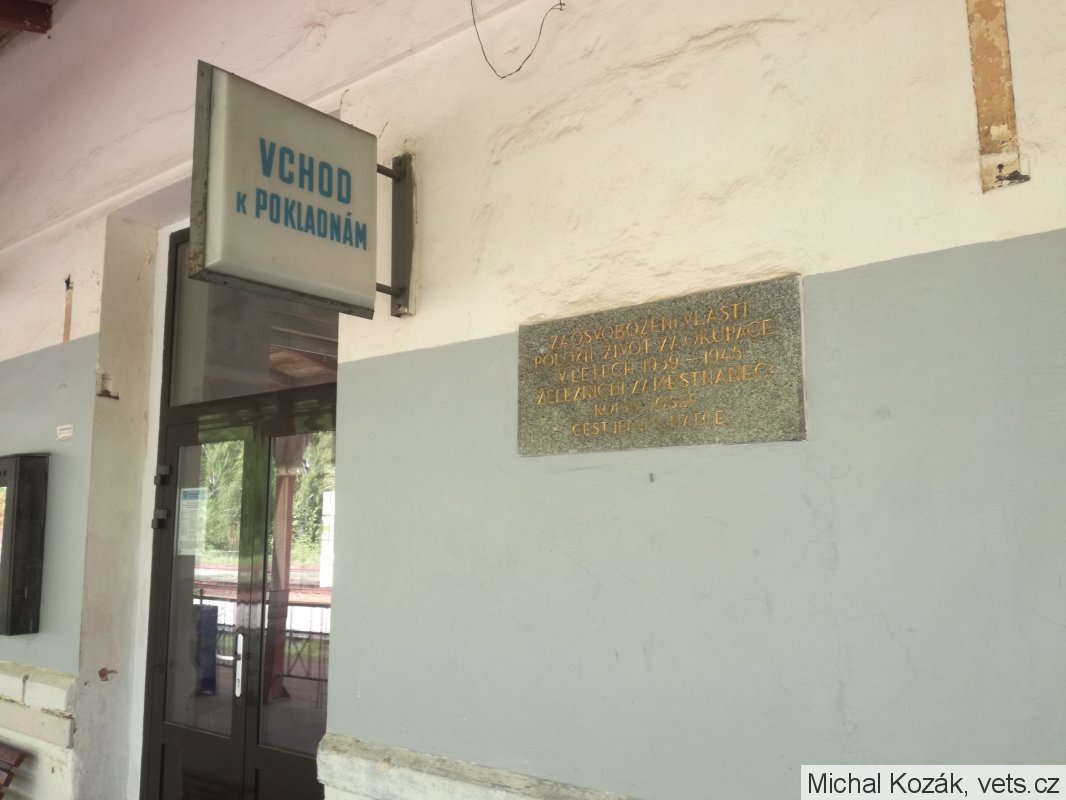 VCHOD
K POKLADNÁM
ZA OSVOBOZENÍ VLASTI
POLOŽIL ŽIVOT ZA OKUPACE
V LETECH 1939 – 1945
ŽELEZNIČNÍ ZAMĚSTNANEC
JOSEF
ČEST JEHO PAMÁTCE
Michal Kozák, vets.cz